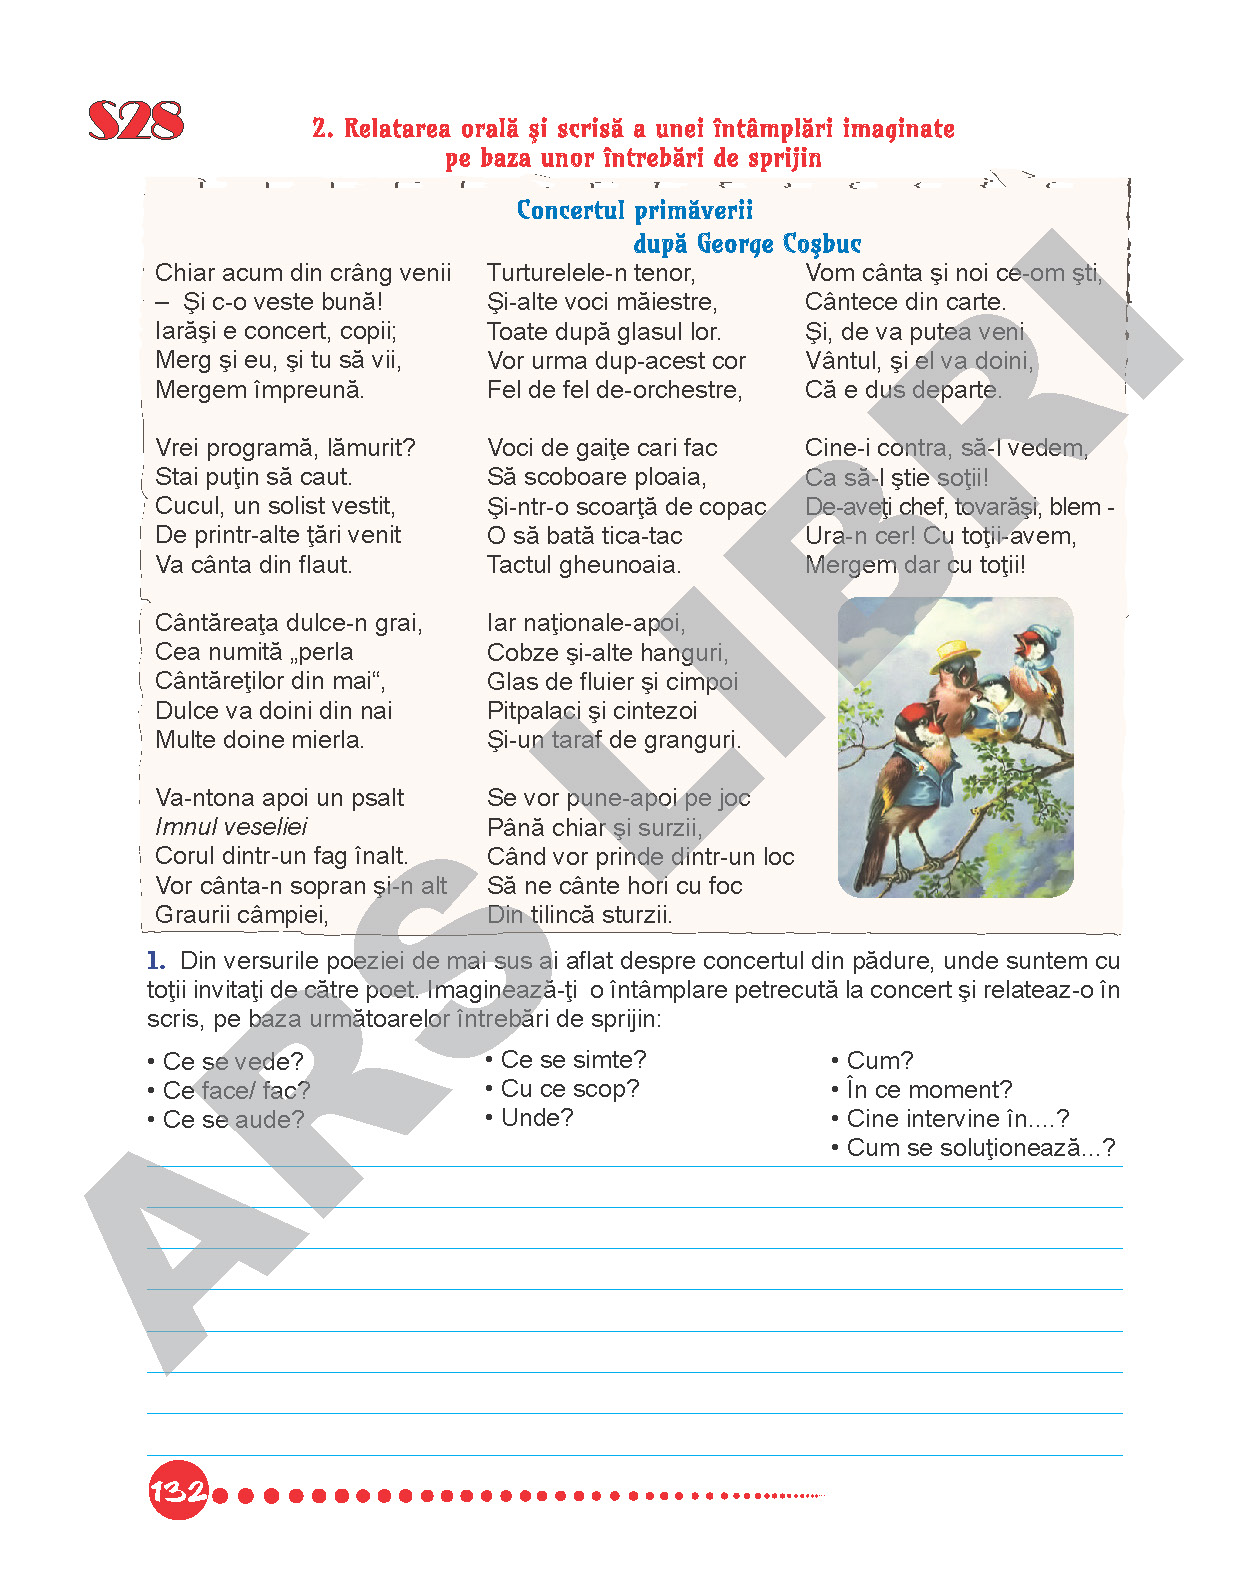 S28
2. Relatarea orală şi scrisă a unei întâmplări imaginate
pe baza unor întrebări de sprijin
Concertul primăverii
după George Coşbuc
Chiar acum din crâng venii
– Şi c-o veste bună!
Iarăşi e concert, copii;
Merg şi eu, şi tu să vii,
Mergem împreună.
Vrei programă, lămurit?
Stai puţin să caut.
Cucul, un solist vestit,
De printr-alte ţări venit
Va cânta din flaut.
Cântăreaţa dulce-n grai,
Cea numită „perla
Cântăreţilor din mai“,
Dulce va doini din nai
Multe doine mierla.
Va-ntona apoi un psalt
Imnul veseliei
Corul dintr-un fag înalt.
Vor cânta-n sopran şi-n alt
Graurii câmpiei,
Turturelele-n tenor,
Şi-alte voci măiestre,
Toate după glasul lor.
Vor urma dup-acest cor
Fel de fel de-orchestre,
Voci de gaiţe cari fac
Să scoboare ploaia,
Şi-ntr-o scoarţă de copac
O să bată tica-tac
Tactul gheunoaia.
Iar naţionale-apoi,
Cobze şi-alte hanguri,
Glas de fluier şi cimpoi
Pitpalaci şi cintezoi
Şi-un taraf de granguri.
Se vor pune-apoi pe joc
Până chiar şi surzii,
Când vor prinde dintr-un loc
Să ne cânte hori cu foc
Din tilincă sturzii.
Vom cânta şi noi ce-om şti,
Cântece din carte.
Şi, de va putea veni
Vântul, şi el va doini,
Că e dus departe.
Cine-i contra, să-l vedem,
Ca să-l ştie soţii!
De-aveţi chef, tovarăşi, blem -
Ura-n cer! Cu toţii-avem,
Mergem dar cu toţii!
1. Din versurile poeziei de mai sus ai aflat despre concertul din pădure, unde suntem cu
toţii invitaţi de către poet. Imaginează-ţi o întâmplare petrecută la concert şi relateaz-o în
scris, pe baza următoarelor întrebări de sprijin:
• Ce se vede?
• Ce face/ fac?
• Ce se aude?
• Ce se simte?
• Cu ce scop?
• Unde?
• Cum?
• În ce moment?
• Cine intervine în....?
• Cum se soluţionează...?
132
ARS LIBRI